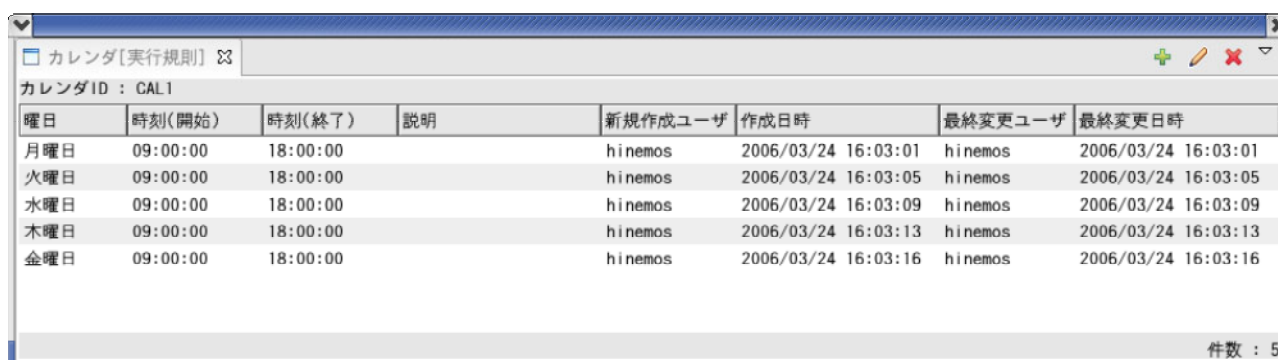 カレンダ[実行規則]
カレンダID : CAL1
曜日 時刻(開始) 時刻(終了) 説明 新規作成ユーザ 作成日時 最終変更ユーザ 最終変更日時
月曜日 09:00:00 18:00:00 hinemos 2006/03/24 16:03:01 hinemos 2006/03/24 16:03:01
火曜日 09:00:00 18:00:00 hinemos 2006/03/24 16:03:05 hinemos 2006/03/24 16:03:05
水曜日 09:00:00 18:00:00 hinemos 2006/03/24 16:03:09 hinemos 2006/03/24 16:03:09
木曜日 09:00:00 18:00:00 hinemos 2006/03/24 16:03:13 hinemos 2006/03/24 16:03:13
金曜日 09:00:00 18:00:00 hinemos 2006/03/24 16:03:16 hinemos 2006/03/24 16:03:16
件数 : 5